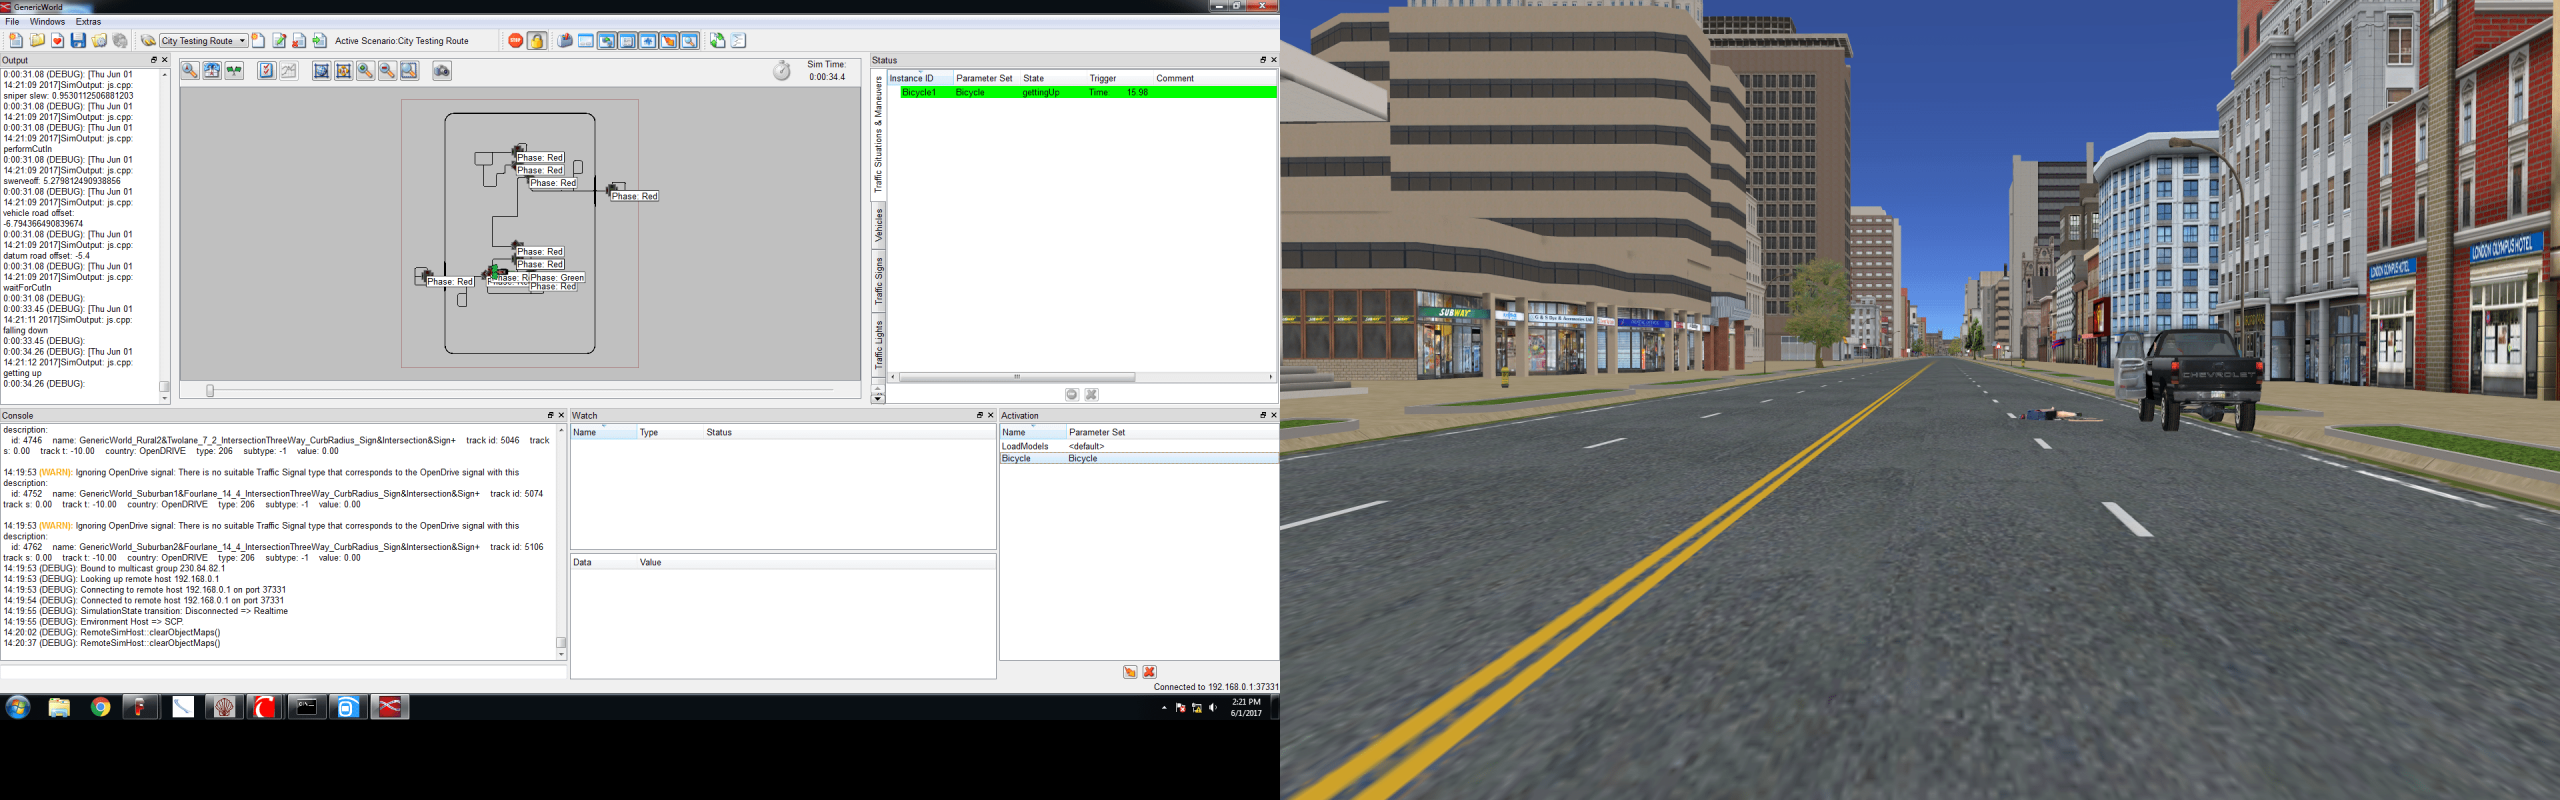 GenericWorld
File Windows Extras
City Testing Route
Active Scenario:City Testing Route
Output
0:00:31.08 (DEBUG): [Thu Jun 01
14:21:09 2017]SimOutput: js.cpp:
sniper slew: 0.9530112506881203
0:00:31.08 (DEBUG): [Thu Jun 01
14:21:09 2017]SimOutput: js.cpp:
0:00:31.08 (DEBUG): [Thu Jun 01
14:21:09 2017]SimOutput: js.cpp:
performCutIn
0:00:31.08 (DEBUG): [Thu Jun 01
14:21:09 2017]SimOutput: js.cpp:
swerveoff: 5.279812490938856
0:00:31.08 (DEBUG): [Thu Jun 01
14:21:09 2017]SimOutput: js.cpp:
vehicle road offset:
-6.794366490839674
0:00:31.08 (DEBUG): [Thu Jun 01
14:21:09 2017]SimOutput: js.cpp:
datum road offset: -5.4
0:00:31.08 (DEBUG): [Thu Jun 01
14:21:09 2017]SimOutput: js.cpp:
waitForCutIn
0:00:31.08 (DEBUG):
0:00:33.45 (DEBUG): [Thu Jun 01
14:21:11 2017]SimOutput: js.cpp:
falling down
0:00:33.45 (DEBUG):
0:00:34.26 (DEBUG): [Thu Jun 01
14:21:12 2017]SimOutput: js.cpp:
getting up
0:00:34.26 (DEBUG):
Sim Time:
0:00:34.4
Phase: Red
Phase: Red
Phase: Red
Phase: Red
Phase: Red
Phase: Red
Phase: Red
Phase: Green
Phase: Red
Status
Traffic Situations & Maneuvers
Vehicles
Traffic Signs
Traffic Lights
Instance ID Parameter Set State Trigger Comment
Bicycle1 Bicycle gettingUp Time: 15.98
Console
description:
id: 4746 name: GenericWorld_Rural2&Twolane_7_2_IntersectionThreeWay_CurbRadius_Sign&Intersection&Sign+ track id: 5046 track
s: 0.00 track t: -10.00 country: OpenDRIVE type: 206 subtype: -1 value: 0.00
14:19:53 (WARN): Ignoring OpenDrive signal: There is no suitable Traffic Signal type that corresponds to the OpenDrive signal with this
description:
id: 4752 name: GenericWorld_Suburban1&Fourlane_14_4_IntersectionThreeWay_CurbRadius_Sign&Intersection&Sign+ track id: 5074
track s: 0.00 track t: -10.00 country: OpenDRIVE type: 206 subtype: -1 value: 0.00
14:19:53 (WARN): Ignoring OpenDrive signal: There is no suitable Traffic Signal type that corresponds to the OpenDrive signal with this
description:
id: 4762 name: GenericWorld_Suburban2&Fourlane_14_4_IntersectionThreeWay_CurbRadius_Sign&Intersection&Sign+ track id: 5106
track s: 0.00 track t: -10.00 country: OpenDRIVE type: 206 subtype: -1 value: 0.00
14:19:53 (DEBUG): Bound to multicast group 230.84.82.1
14:19:53 (DEBUG): Looking up remote host 192.168.0.1
14:19:53 (DEBUG): Connecting to remote host 192.168.0.1 on port 37331
14:19:54 (DEBUG): Connected to remote host 192.168.0.1 on port 37331
14:19:55 (DEBUG): SimulationState transition: Disconnected => Realtime
14:19:55 (DEBUG): Environment Host => SCP.
14:20:02 (DEBUG): RemoteSimHost::clearObjectMaps()
14:20:37 (DEBUG): RemoteSimHost::clearObjectMaps()
Watch
Name Type Status
Data Value
Activation
Name Parameter Set
LoadModels <default>
Bicycle Bicycle
Connected to 192.168.0.1:37331
2:21 PM
6/1/2017
SUBWAY
LONDON OLYMPUS HOTEL
LONDON OLYMPUS HOTEL
CHEVROLET